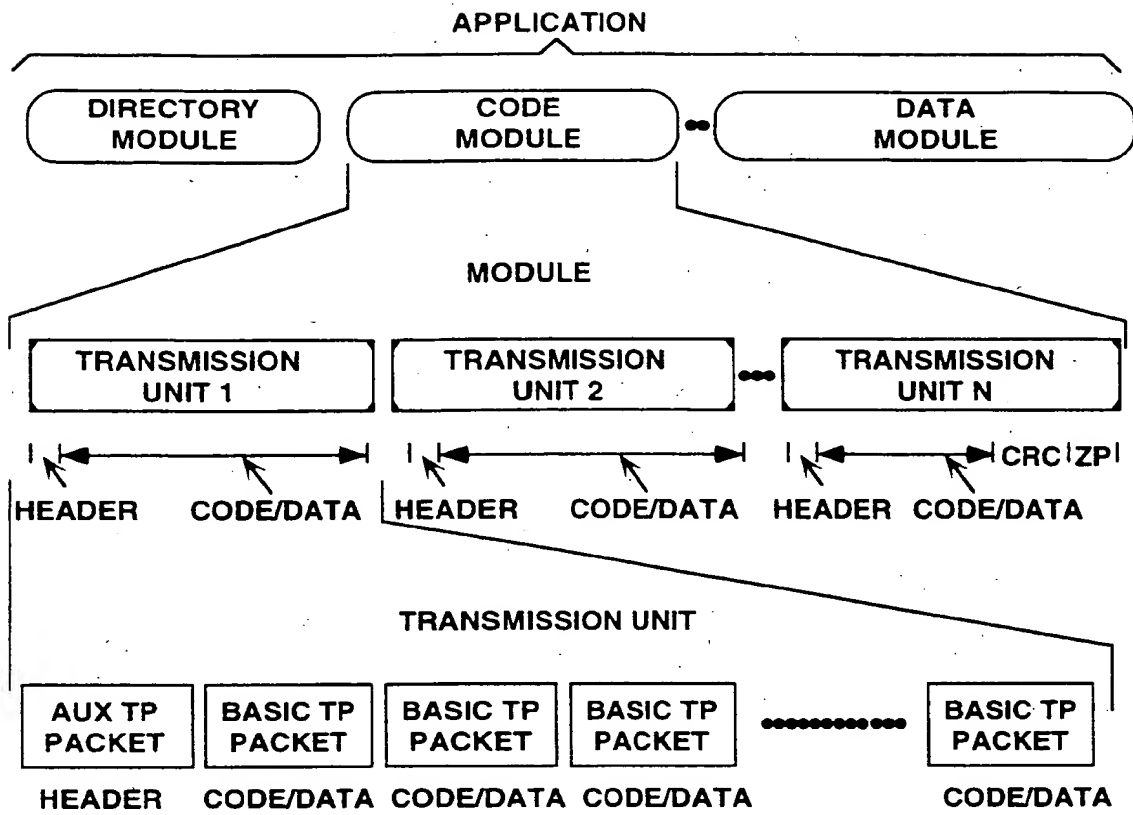 APPLICATION
DIRECTORY MODULE
CODE MODULE
DATA MODULE
MODULE
TRANSMISSION UNIT 1
TRANSMISSION UNIT 2
TRANSMISSION UNIT N
CRC ZP
HEADER CODE/DATA HEADER CODE/DATA HEADER CODE/DATA
TRANSMISSION UNIT
AUX TP PACKET
BASIC TP PACKET
BASIC TP PACKET
BASIC TP PACKET
BASIC TP PACKET
HEADER CODE/DATA CODE/DATA CODE/DATA CODE/DATA